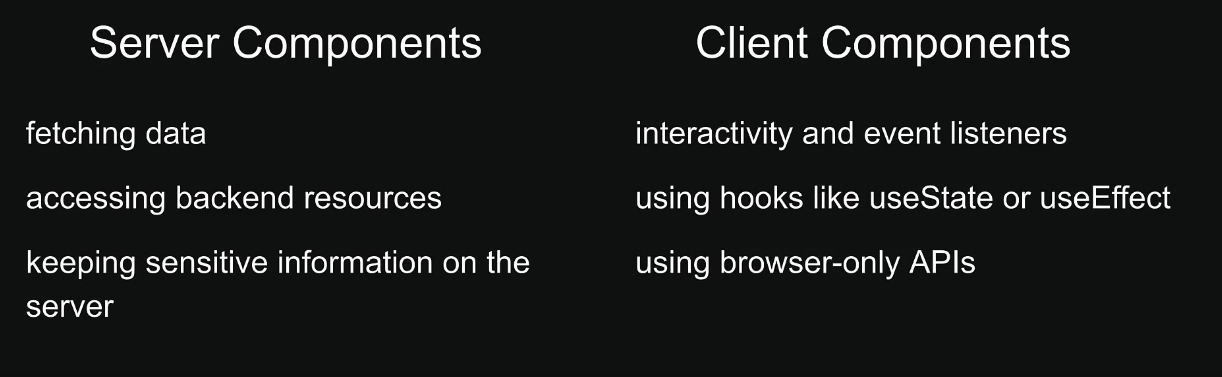 Server Components
fetching data
accessing backend resources
keeping sensitive information on the
server
Client Components
interactivity and event listeners
using hooks like useState or useEffect
using browser-only APIs